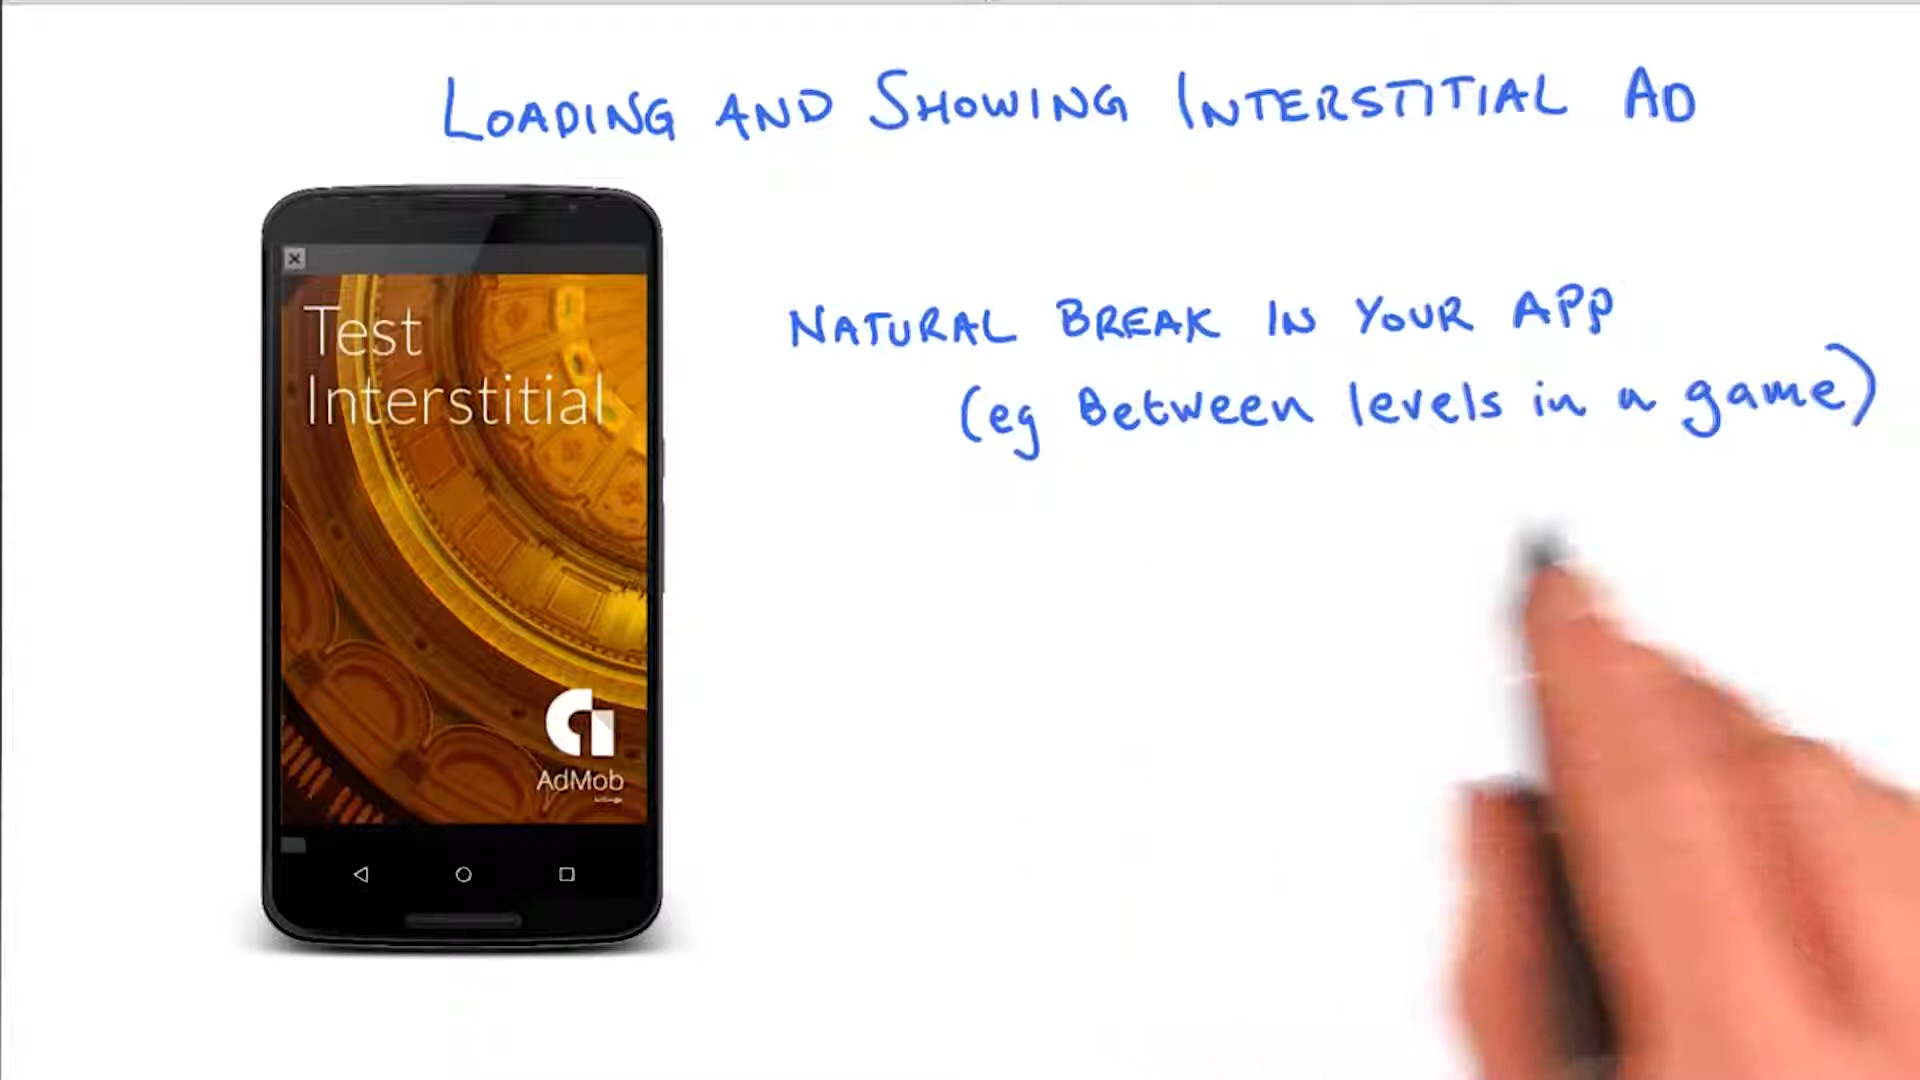 LOADING AND SHOWING INTERSTITIAL AD
Test
Interstitial
AdMob
NATURAL BREAK IN YOUR APP
(eg Between levels in a game)